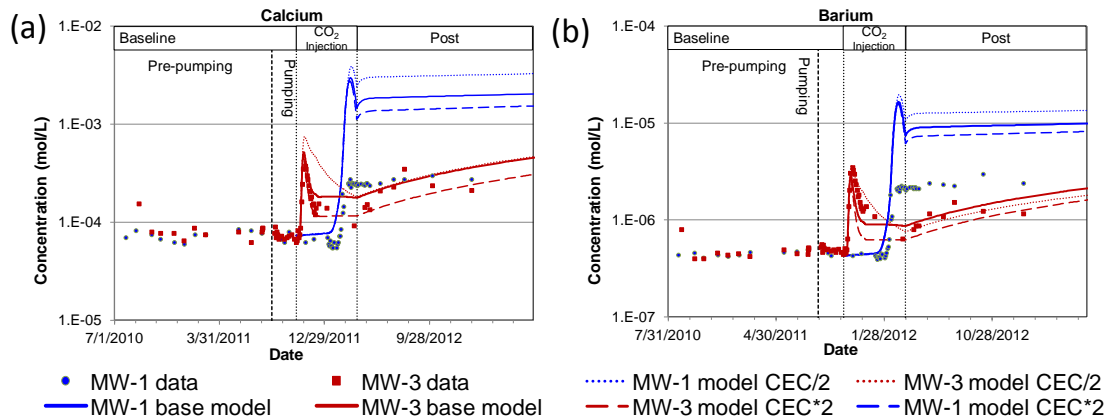 (a)
Calcium
1.E-02
Baseline
CO2 Injection
Post
Pre-pumping
Pumping
1.E-03
1.E-04
1.E-05
Concentration (mol/L)
7/1/2010 3/31/2011 12/29/2011 9/28/2012
Date
(b)
Barium
1.E-04
Baseline
CO2 Injection
Post
Pre-pumping
Pumping
1.E-05
1.E-06
1.E-07
Concentration (mol/L)
7/31/2010 4/30/2011 1/28/2012 10/28/2012
Date
MW-1 data MW-3 data MW-1 model CEC/2 MW-3 model CEC/2
MW-1 base model MW-3 base model MW-3 model CEC*2 MW-1 model CEC*2